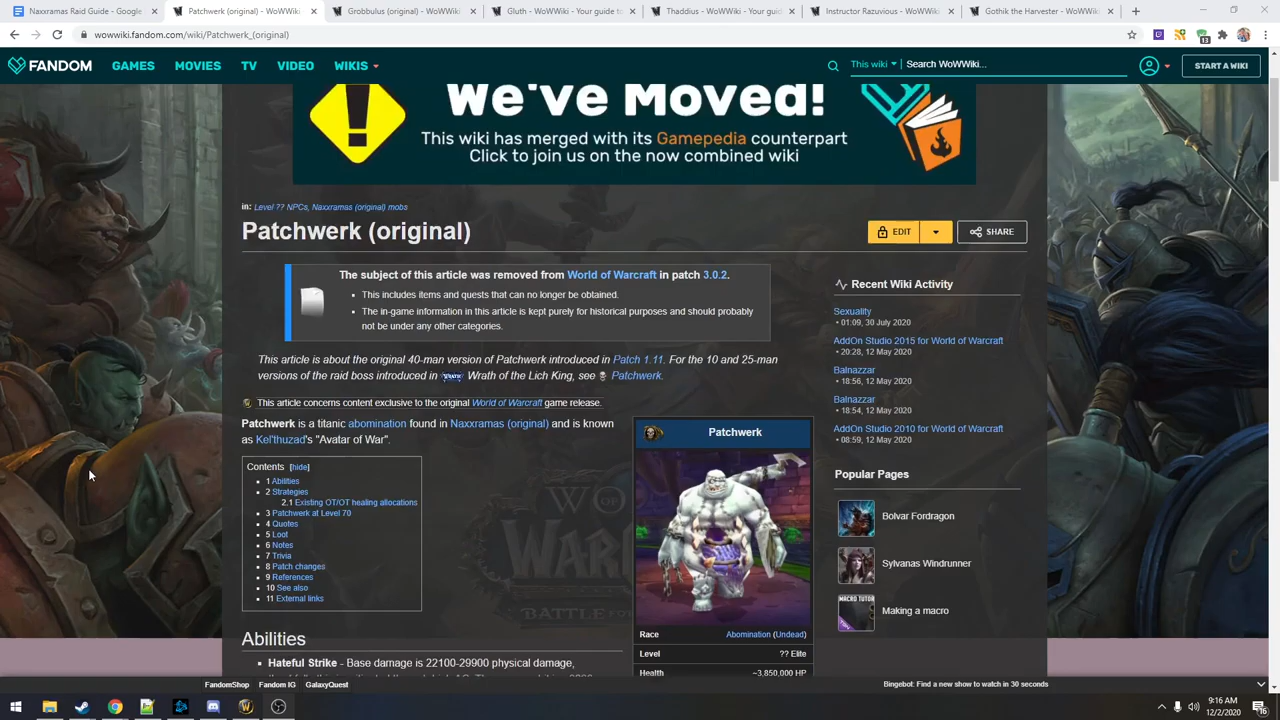 Naxxramas Raid Guide - Google
Patchwerk (original) - WoWWiki
Grobbulus (original) - WoWWiki
Gluth - WoWWiki - Your guide to
Thaddius - WoWWiki - Your guid
Instructor Razuvious - WoWWiki
Gothik the Harvester - WoWWiki
wowwiki.fandom.com/wiki/Patchwerk_(original)
13
FANDOM
GAMES
MOVIES
TV
VIDEO
WIKIS
This wiki
Search WoWWiki...
START A WIKI
We've Moved!
This wiki has merged with its Gamepedia counterpart
Click to join us on the now combined wiki
in: Level ?? NPCs, Naxxramas (original) mobs
Patchwerk (original)
EDIT
SHARE
The subject of this article was removed from World of Warcraft in patch 3.0.2.
• This includes items and quests that can no longer be obtained.
• The in-game information in this article is kept purely for historical purposes and should probably
not be under any other categories.
This article is about the original 40-man version of Patchwerk introduced in Patch 1.11. For the 10 and 25-man
versions of the raid boss introduced in Wrath of the Lich King, see Patchwerk.
This article concerns content exclusive to the original World of Warcraft game release.
Patchwerk is a titanic abomination found in Naxxramas (original) and is known
as Kel'thuzad's "Avatar of War".
Contents [hide]
1 Abilities
2 Strategies
2.1 Existing OT/OT healing allocations
3 Patchwerk at Level 70
4 Quotes
5 Loot
6 Notes
7 Trivia
8 Patch changes
9 References
10 See also
11 External links
Abilities
• Hateful Strike - Base damage is 22100-29900 physical damage,
Patchwerk
Race Abomination (Undead)
Level ?? Elite
Health ~3,850,000 HP
Recent Wiki Activity
Sexuality
• 01:09, 30 July 2020
AddOn Studio 2015 for World of Warcraft
• 20:28, 12 May 2020
Balnazzar
• 18:56, 12 May 2020
Balnazzar
• 18:54, 12 May 2020
AddOn Studio 2010 for World of Warcraft
• 08:59, 12 May 2020
Popular Pages
Bolvar Fordragon
Sylvanas Windrunner
MACRO TUTOR
Making a macro
FandomShop
Fandom IG
GalaxyQuest
Bingebot: Find a new show to watch in 30 seconds
9:16 AM
12/2/2020
16